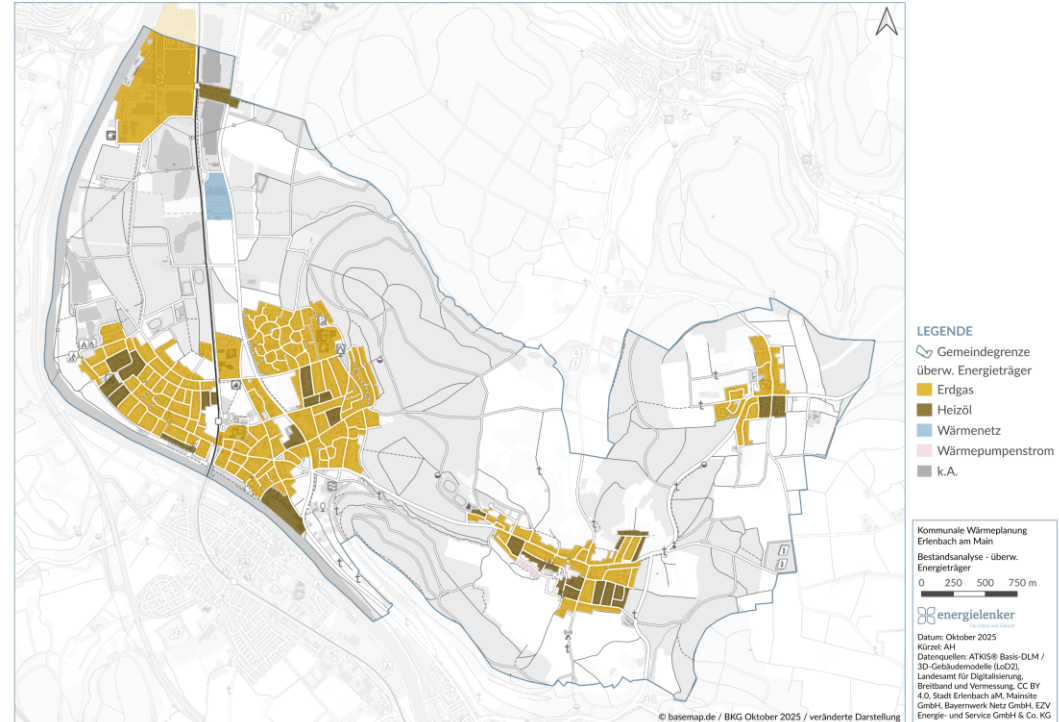 LEGENDE
Gemeindegrenze
überw. Energieträger
Erdgas
Heizöl
Wärmenetz
Wärmepumpenstrom
k.A.
Kommunale Wärmeplanung
Erlenbach am Main
Bestandsanalyse - überw.
Energieträger
0 250 500 750 m
energielenker
Datum: Oktober 2025
Kürzel: AH
Datenquellen: ATKIS® Basis-DLM /
3D-Gebäudemodelle (LoD2),
Landesamt für Digitalisierung,
Breitband und Vermessung, CC BY
4.0, Stadt Erlenbach aM, Mainsite
GmbH, Bayernwerk Netz GmbH, EZV
Energie- und Service GmbH & Co. KG
© basemap.de / BKG Oktober 2025 / veränderte Darstellung